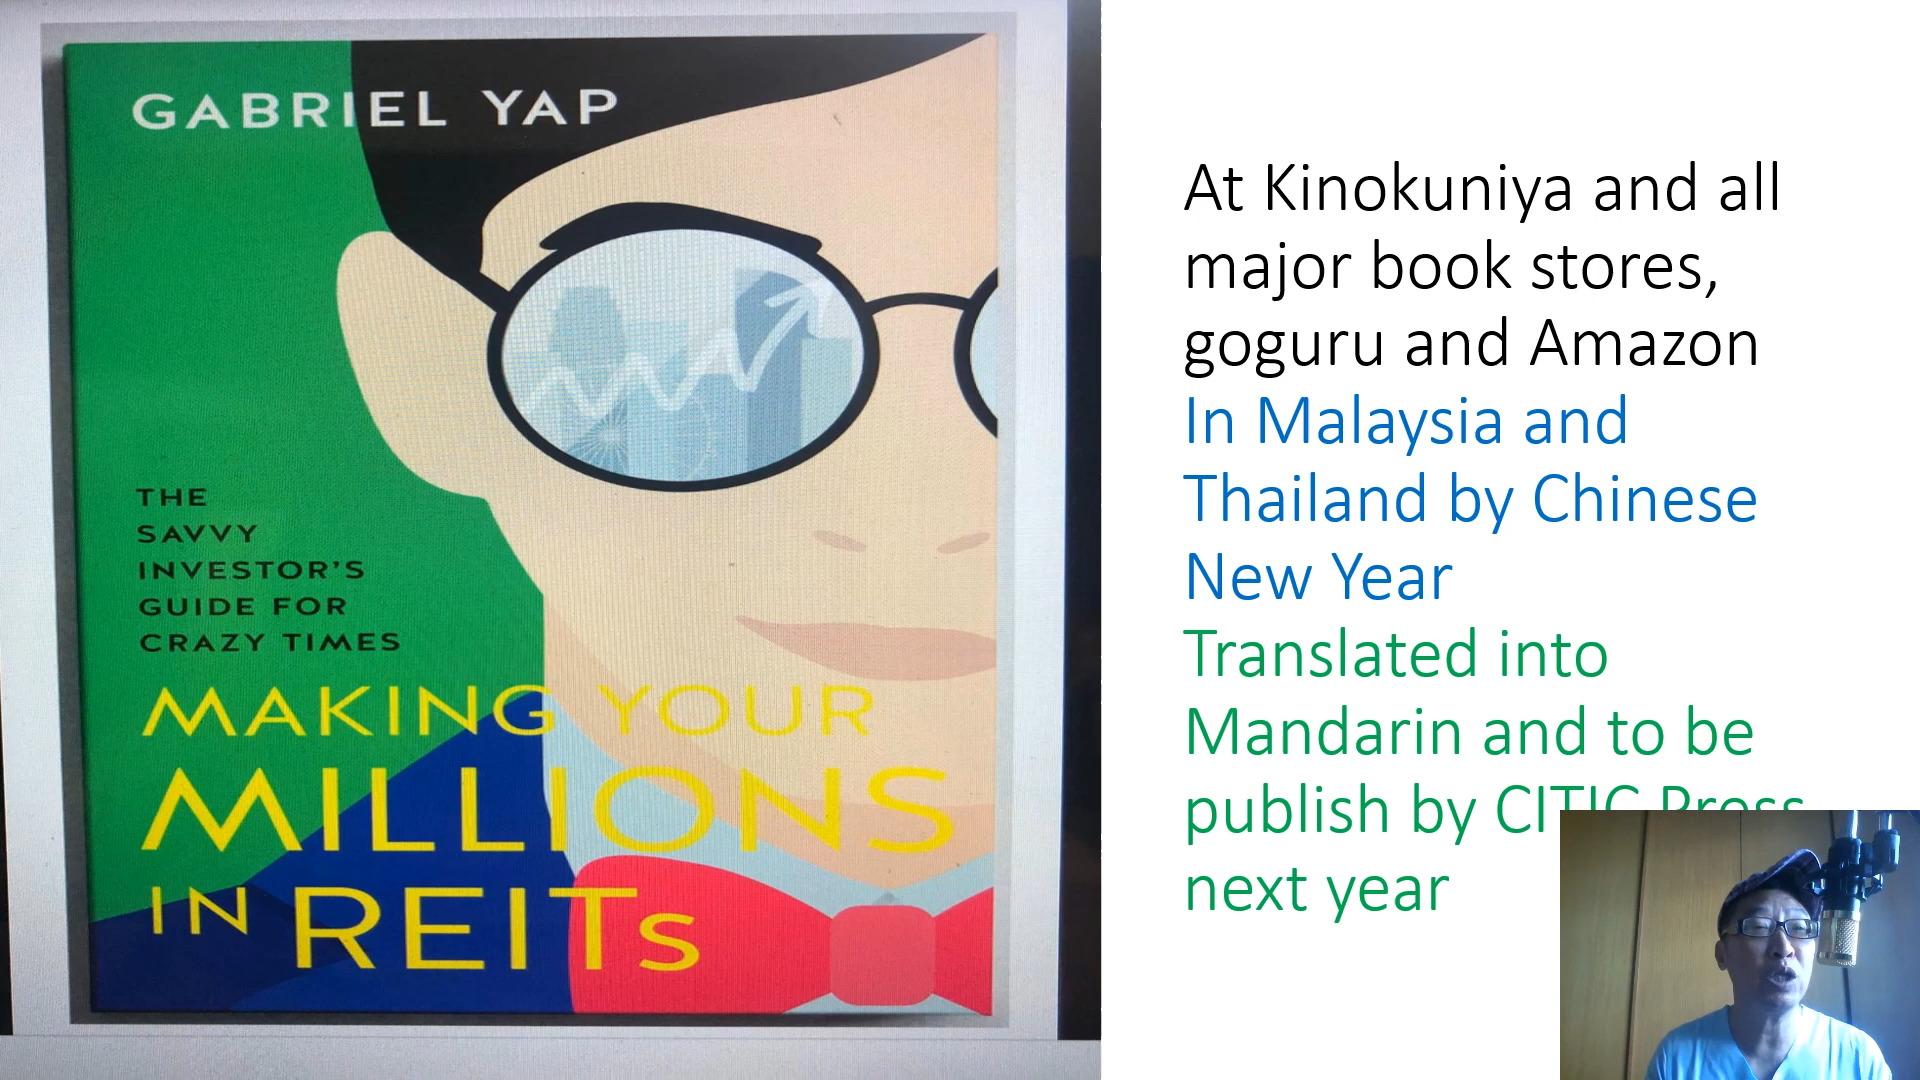 GABRIEL YAP
THE
SAVVY
INVESTOR'S
GUIDE FOR
CRAZY TIMES
MAKING YOUR
MILLIONS
IN REITs
At Kinokuniya and all
major book stores,
goguru and Amazon
In Malaysia and
Thailand by Chinese
New Year
Translated into
Mandarin and to be
publish by CITIC Press
next year